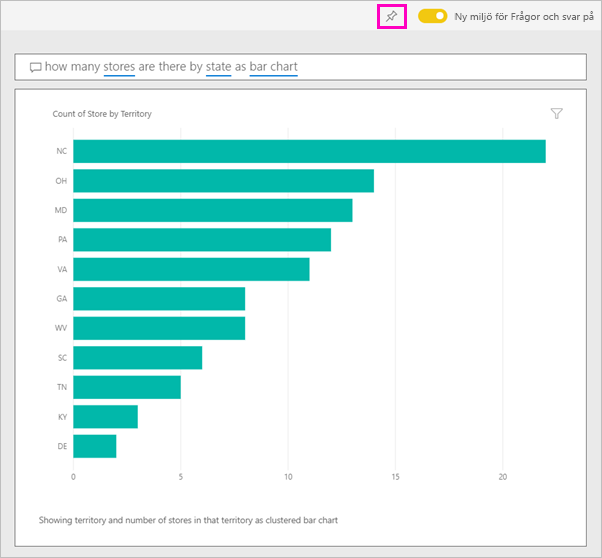 Ny miljö för Frågor och svar på
how many stores are there by state as bar chart
Count of Store by Territory
NC
OH
MD
PA
VA
GA
WV
SC
TN
KY
DE
0 5 10 15 20
Showing territory and number of stores in that territory as clustered bar chart